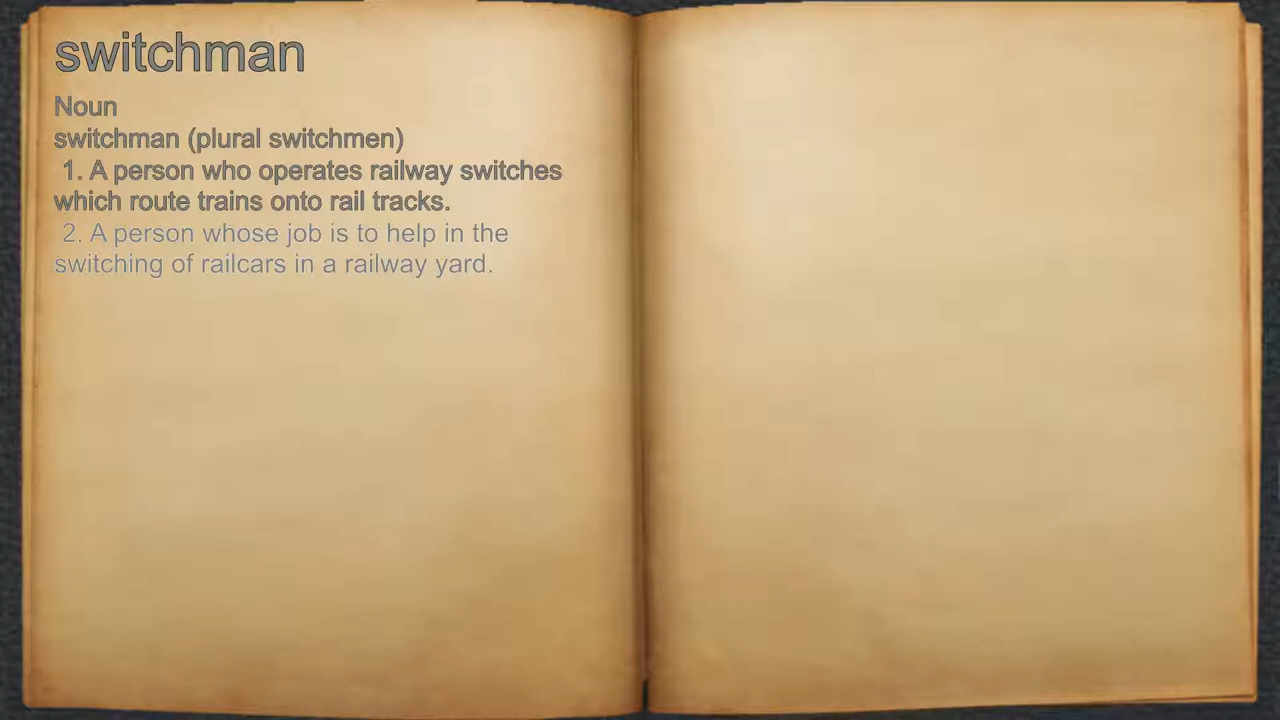 switchman
Noun
switchman (plural switchmen)
1. A person who operates railway switches
which route trains onto rail tracks.
2. A person whose job is to help in the
switching of railcars in a railway yard.